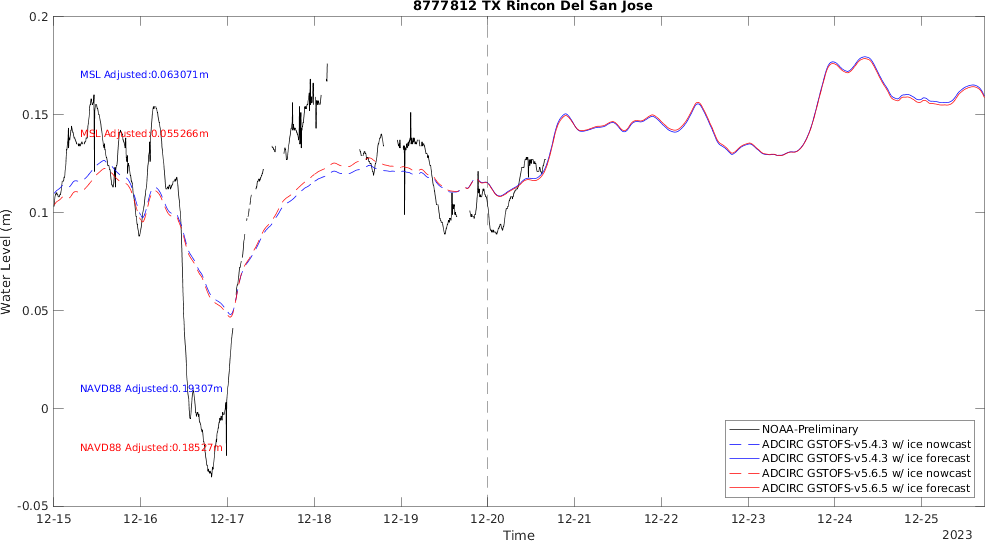 8777812 TX Rincon Del San Jose
0.2
0.15
0.1
0.05
0
-0.05
Water Level (m)
MSL Adjusted:0.063071m
MSL Adjusted:0.055266m
NAVD88 Adjusted:0.19307m
NAVD88 Adjusted:0.18527m
NOAA-Preliminary
ADCIRC GSTOFS-v5.4.3 w/ ice nowcast
ADCIRC GSTOFS-v5.4.3 w/ ice forecast
ADCIRC GSTOFS-v5.6.5 w/ ice nowcast
ADCIRC GSTOFS-v5.6.5 w/ ice forecast
12-15 12-16 12-17 12-18 12-19 12-20 12-21 12-22 12-23 12-24 12-25
Time
2023